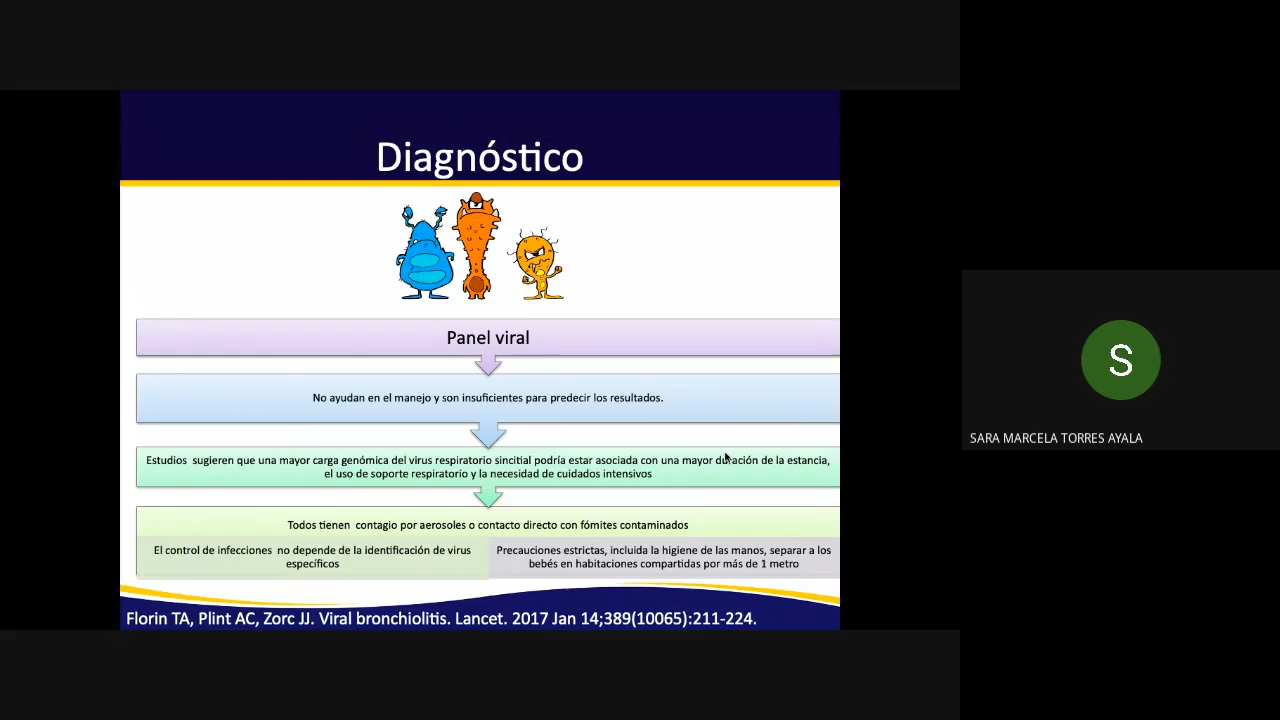 Diagnóstico
Panel viral
No ayudan en el manejo y son insuficientes para predecir los resultados.
Estudios sugieren que una mayor carga genómica del virus respiratorio sincitial podría estar asociada con una mayor duración de la estancia,
el uso de soporte respiratorio y la necesidad de cuidados intensivos
Todos tienen contagio por aerosoles o contacto directo con fómites contaminados
El control de infecciones no depende de la identificación de virus
específicos
Precauciones estrictas, incluida la higiene de las manos, separar a los
bebés en habitaciones compartidas por más de 1 metro
Florin TA, Plint AC, Zorc JJ. Viral bronchiolitis. Lancet. 2017 Jan 14;389(10065):211-224.
S
SARA MARCELA TORRES AYALA